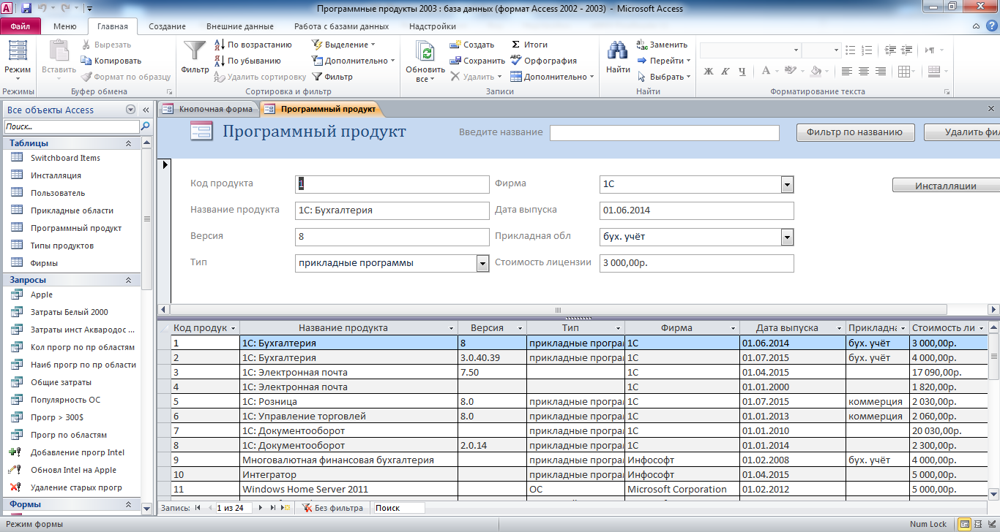 Программные продукты 2003 : база данных (формат Access 2002 - 2003) - Microsoft Access
Файл Меню Главная Создание Внешние данные Работа с базами данных Надстройки
Режим
Режимы
Вставить
Вырезать
Копировать
Формат по образцу
Буфер обмена
Фильтр
По возрастанию
По убыванию
Удалить сортировку
Выделение
Дополнительно
Фильтр
Сортировка и фильтр
Обновить
все
Создать
Сохранить
Удалить
Итоги
Орфография
Дополнительно
Записи
Найти
Заменить
Перейти
Выбрать
Найти
Ж К Ч
А
Форматирование текста
Все объекты Access
Поиск...
Таблицы
Switchboard Items
Инсталляция
Пользователь
Прикладные области
Программный продукт
Типы продуктов
Фирмы
Запросы
Apple
Затраты Белый 2000
Затраты инст Аквародос ...
Кол прогр по пр областям
Наиб прогр по пр области
Общие затраты
Популярность ОС
Прогр > 300$
Прогр по областям
Добавление прогр Intel
Обновл Intel на Apple
Удаление старых прогр
Формы
Кнопочная форма Программный продукт
Программный продукт Введите название Фильтр по названию Удалить фил
Код продукта 1 Фирма 1С Инсталляции
Название продукта 1С: Бухгалтерия Дата выпуска 01.06.2014
Версия 8 Прикладная обл бух. учёт
Тип прикладные программы Стоимость лицензии 3 000,00р.
Код продук Название продукта Версия Тип Фирма Дата выпуска Прикладна Стоимость ли
1 1С: Бухгалтерия 8 прикладные програ 1С 01.06.2014 бух. учёт 3 000,00р.
2 1С: Бухгалтерия 3.0.40.39 прикладные програ 1С 01.07.2015 бух. учёт 4 000,00р.
3 1С: Электронная почта 7.50 1С 01.04.2015 17 090,00р.
4 1С: Электронная почта 1С 01.01.2000 1 820,00р.
5 1С: Розница 8.0 прикладные програ 1С 01.07.2015 коммерция 2 030,00р.
6 1С: Управление торговлей 8.0 прикладные програ 1С 01.01.2013 коммерция 2 060,00р.
7 1С: Документооборот прикладные програ 1С 01.01.2010 20 030,00р.
8 1С: Документооборот 2.0.14 прикладные програ 1С 01.01.2014 2 300,00р.
9 Многовалютная финансовая бухгалтерия прикладные програ Инфософт 01.02.2008 бух. учёт 4 000,00р.
10 Интегратор прикладные програ Инфософт 01.04.2015 5 000,00р.
11 Windows Home Server 2011 ОС Microsoft Corporation 01.02.2012 5 000,00р.
Запись: 1 из 24 Без фильтра Поиск
Режим формы Num Lock